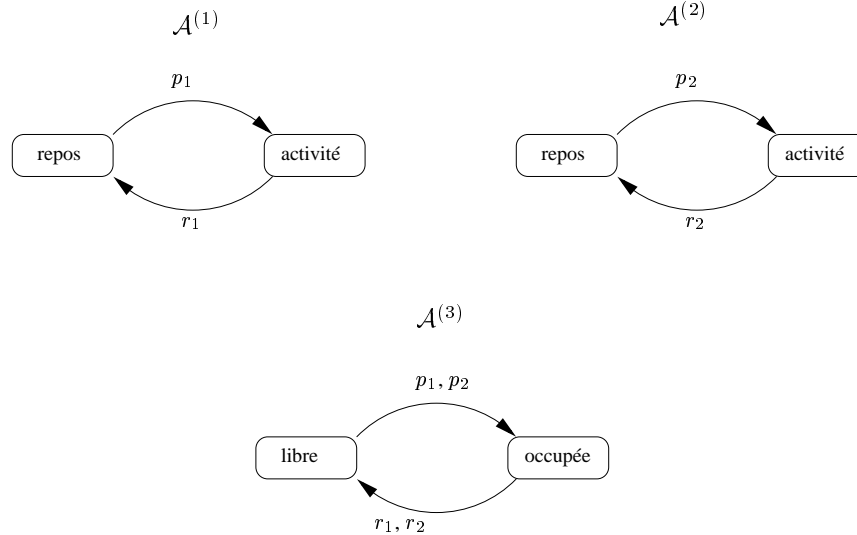 𝒜⁽¹⁾
𝒜⁽²⁾
p₁
p₂
repos
activité
repos
activité
r₁
r₂
𝒜⁽³⁾
p₁, p₂
libre
occupée
r₁, r₂